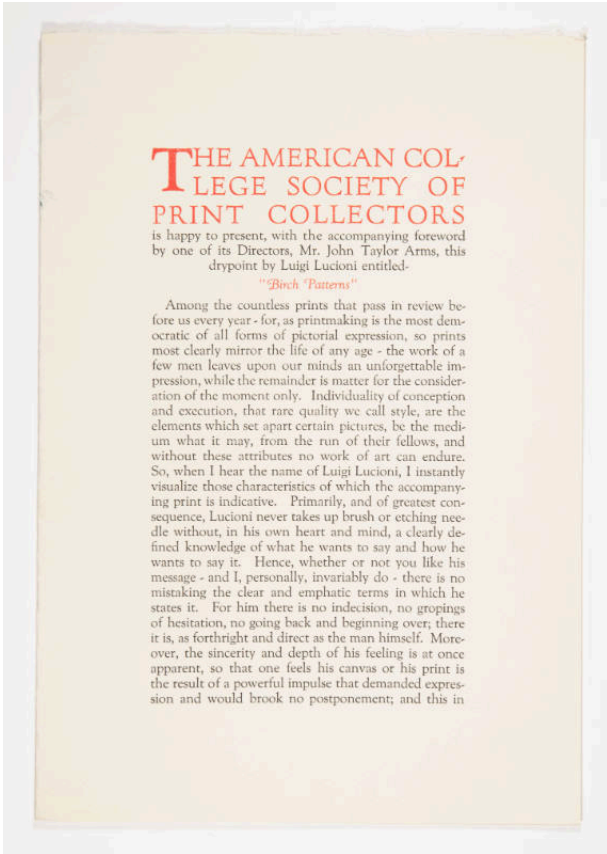 THE AMERICAN COL-
LEGE SOCIETY OF
PRINT COLLECTORS
is happy to present, with the accompanying foreword
by one of its Directors, Mr. John Taylor Arms, this
drypoint by Luigi Lucioni entitled-
"Birch Patterns"
Among the countless prints that pass in review be-
fore us every year - for, as printmaking is the most dem-
ocratic of all forms of pictorial expression, so prints
most clearly mirror the life of any age - the work of a
few men leaves upon our minds an unforgettable im-
pression, while the remainder is matter for the consider-
ation of the moment only. Individuality of conception
and execution, that rare quality we call style, are the
elements which set apart certain pictures, be the medi-
um what it may, from the run of their fellows, and
without these attributes no work of art can endure.
So, when I hear the name of Luigi Lucioni, I instantly
visualize those characteristics of which the accompany-
ing print is indicative. Primarily, and of greatest con-
sequence, Lucioni never takes up brush or etching nee-
dle without, in his own heart and mind, a clearly de-
fined knowledge of what he wants to say and how he
wants to say it. Hence, whether or not you like his
message - and I, personally, invariably do - there is no
mistaking the clear and emphatic terms in which he
states it. For him there is no indecision, no gropings
of hesitation, no going back and beginning over; there
it is, as forthright and direct as the man himself. More-
over, the sincerity and depth of his feeling is at once
apparent, so that one feels his canvas or his print is
the result of a powerful impulse that demanded expres-
sion and would brook no postponement; and this in